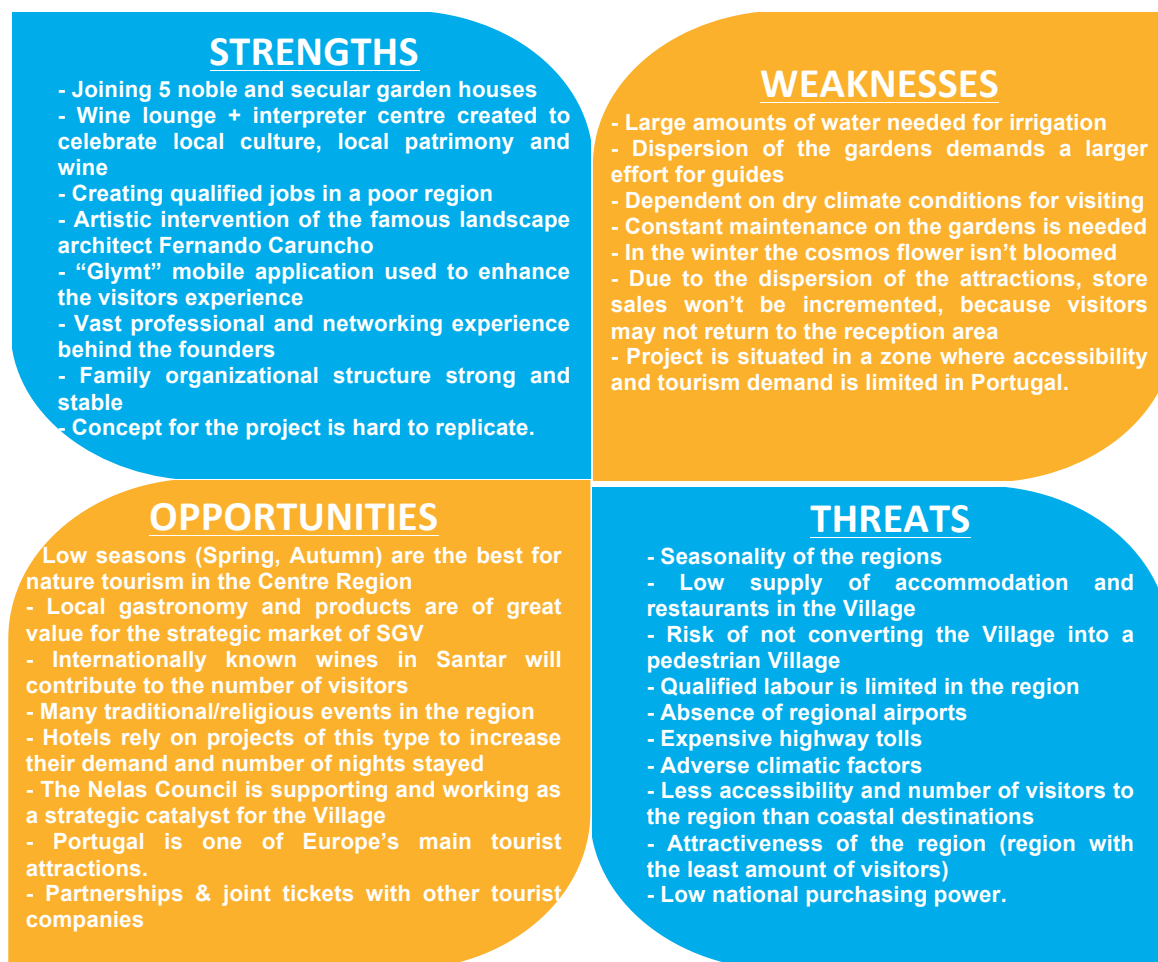 STRENGTHS
- Joining 5 noble and secular garden houses
- Wine lounge + interpreter centre created to
celebrate local culture, local patrimony and
wine
- Creating qualified jobs in a poor region
- Artistic intervention of the famous landscape
architect Fernando Caruncho
- “Glymt” mobile application used to enhance
the visitors experience
- Vast professional and networking experience
behind the founders
- Family organizational structure strong and
stable
- Concept for the project is hard to replicate.
WEAKNESSES
- Large amounts of water needed for irrigation
- Dispersion of the gardens demands a larger
effort for guides
- Dependent on dry climate conditions for visiting
- Constant maintenance on the gardens is needed
- In the winter the cosmos flower isn’t bloomed
- Due to the dispersion of the attractions, store
sales won’t be incremented, because visitors
may not return to the reception area
- Project is situated in a zone where accessibility
and tourism demand is limited in Portugal.
OPPORTUNITIES
- Low seasons (Spring, Autumn) are the best for
nature tourism in the Centre Region
- Local gastronomy and products are of great
value for the strategic market of SGV
- Internationally known wines in Santar will
contribute to the number of visitors
- Many traditional/religious events in the region
- Hotels rely on projects of this type to increase
their demand and number of nights stayed
- The Nelas Council is supporting and working as
a strategic catalyst for the Village
- Portugal is one of Europe’s main tourist
attractions.
- Partnerships & joint tickets with other tourist
companies
THREATS
- Seasonality of the regions
- Low supply of accommodation and
restaurants in the Village
- Risk of not converting the Village into a
pedestrian Village
- Qualified labour is limited in the region
- Absence of regional airports
- Expensive highway tolls
- Adverse climatic factors
- Less accessibility and number of visitors to
the region than coastal destinations
- Attractiveness of the region (region with
the least amount of visitors)
- Low national purchasing power.